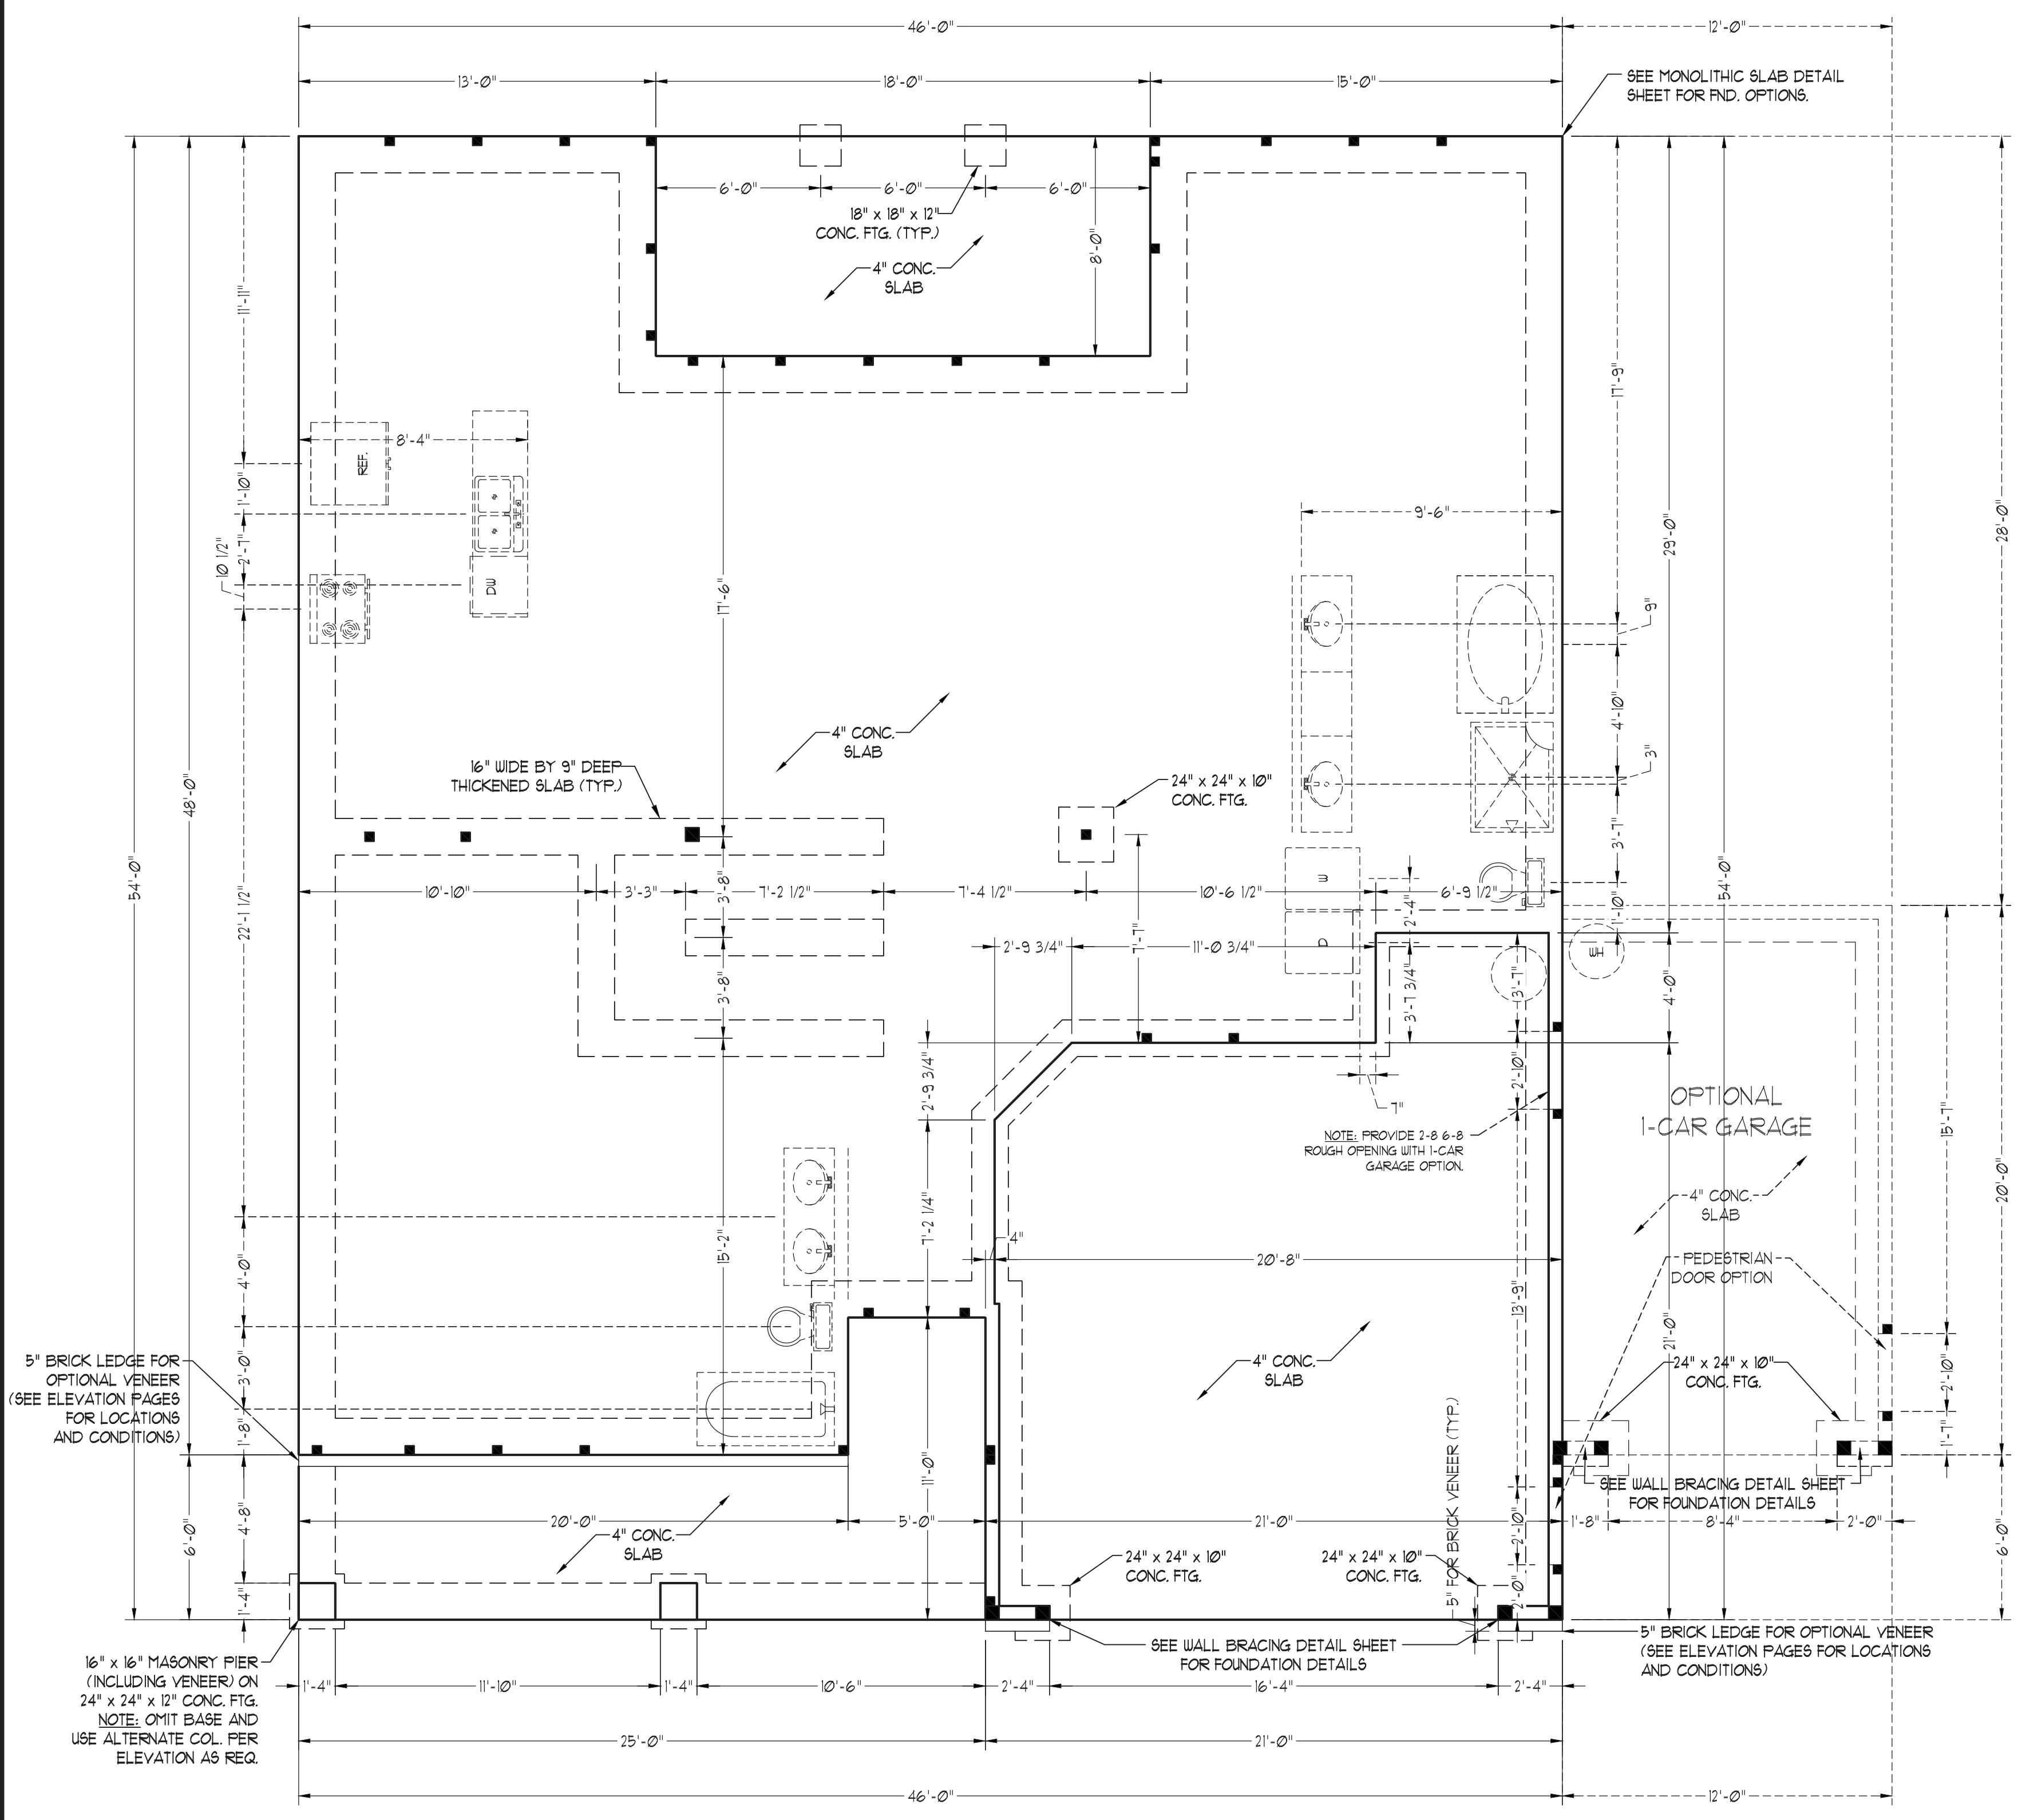 46'-0"
12'-0"
13'-0"
18'-0"
15'-0"
SEE MONOLITHIC SLAB DETAIL
SHEET FOR FND. OPTIONS.
6'-0"
6'-0"
6'-0"
18" x 18" x 12"
CONC. FTG. (TYP.)
8'-0"
4" CONC.
SLAB
11'-11"
1'-10"
2'-7"
10 1/2"
22'-1 1/2"
4'-0"
3'-0"
1'-8"
4'-8"
1'-4"
54'-0"
48'-0"
6'-0"
REF.
8'-4"
DW
17'-6"
3'-8"
3'-8"
15'-2"
9'-6"
17'-9"
9"
4'-10"
3"
3'-7"
1'-10"
29'-0"
4'-0"
21'-0"
54'-0"
28'-0"
20'-0"
6'-0"
4" CONC.
SLAB
16" WIDE BY 9" DEEP
THICKENED SLAB (TYP.)
24" x 24" x 10"
CONC. FTG.
10'-10"
3'-3"
7'-2 1/2"
7'-4 1/2"
10'-6 1/2"
6'-9 1/2"
W
D
2'-4"
3'-7 3/4"
7'-7"
2'-9 3/4"
11'-0 3/4"
WH
3'-7"
2'-10"
13'-9"
2'-10"
2'-0"
7"
2'-9 3/4"
7'-2 1/4"
11'-0"
NOTE: PROVIDE 2-8 6-8
ROUGH OPENING WITH 1-CAR
GARAGE OPTION.
OPTIONAL
1-CAR GARAGE
15'-7"
2'-10"
1'-7"
4" CONC.
SLAB
PEDESTRIAN
DOOR OPTION
4"
20'-8"
24" x 24" x 10"
CONC. FTG.
4" CONC.
SLAB
5" BRICK LEDGE FOR
OPTIONAL VENEER
(SEE ELEVATION PAGES
FOR LOCATIONS
AND CONDITIONS)
5" FOR BRICK VENEER (TYP.)
SEE WALL BRACING DETAIL SHEET
FOR FOUNDATION DETAILS
20'-0"
5'-0"
21'-0"
1'-8"
8'-4"
2'-0"
4" CONC.
SLAB
24" x 24" x 10"
CONC. FTG.
24" x 24" x 10"
CONC. FTG.
SEE WALL BRACING DETAIL SHEET
FOR FOUNDATION DETAILS
5" BRICK LEDGE FOR OPTIONAL VENEER
(SEE ELEVATION PAGES FOR LOCATIONS
AND CONDITIONS)
16" x 16" MASONRY PIER
(INCLUDING VENEER) ON
24" x 24" x 12" CONC. FTG.
NOTE: OMIT BASE AND
USE ALTERNATE COL. PER
ELEVATION AS REQ.
1'-4"
11'-10"
1'-4"
10'-6"
2'-4"
16'-4"
2'-4"
25'-0"
21'-0"
46'-0"
12'-0"